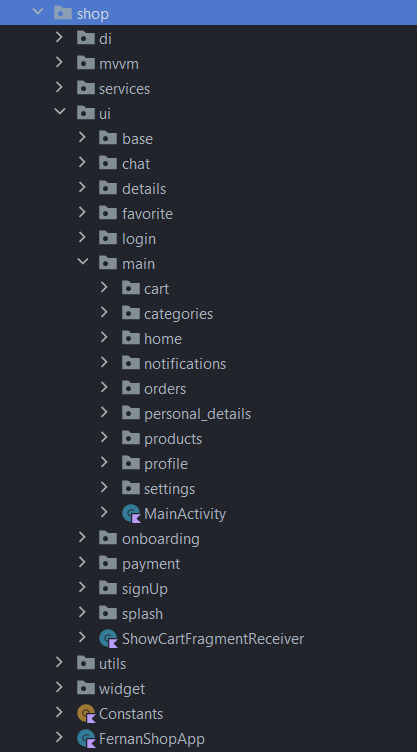 shop
di
mvvm
services
ui
base
chat
details
favorite
login
main
cart
categories
home
notifications
orders
personal_details
products
profile
settings
MainActivity
onboarding
payment
signUp
splash
ShowCartFragmentReceiver
utils
widget
Constants
FernanShopApp